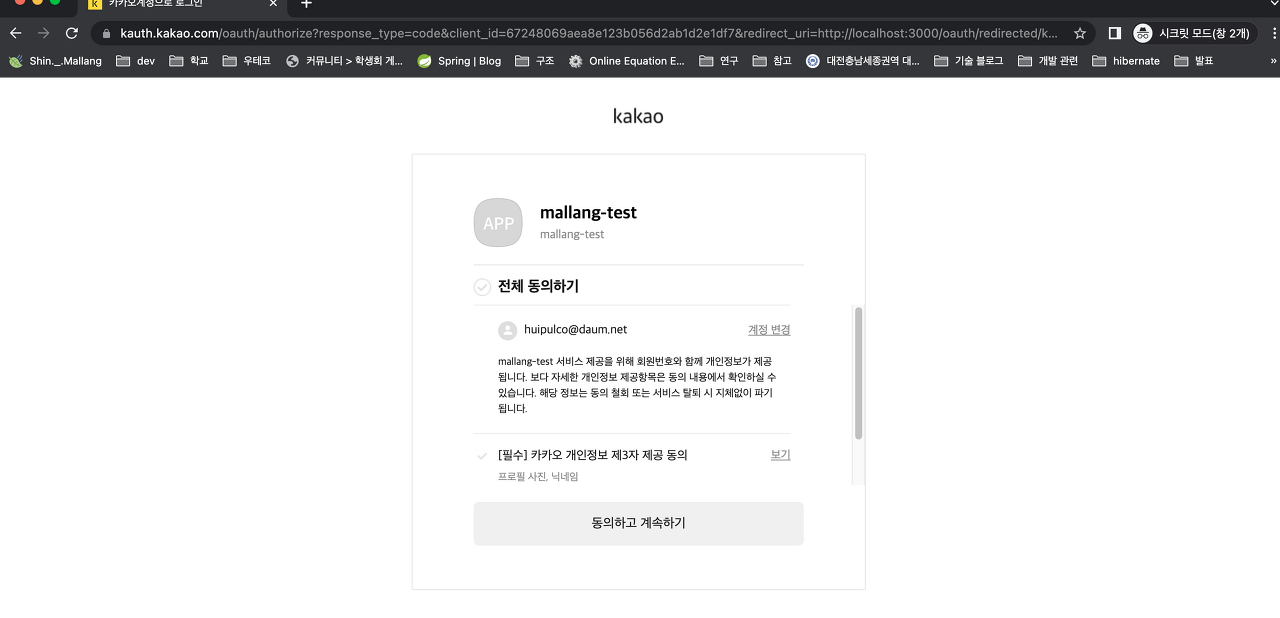 k 카카오계정으로 로그인
kauth.kakao.com/oauth/authorize?response_type=code&client_id=67248069aea8e123b056d2ab1d2e1df7&redirect_uri=http://localhost:3000/oauth/redirected/k... 시크릿 모드(창 2개)
Shin._.Mallang dev 학교 우테코 커뮤니티 > 학생회 게... Spring | Blog 구조 Online Equation E... 연구 참고 대전충남세종권역 대... 기술 블로그 개발 관련 hibernate 발표 »
kakao
APP
mallang-test
mallang-test
전체 동의하기
huipulco@daum.net 계정 변경
mallang-test 서비스 제공을 위해 회원번호와 함께 개인정보가 제공
됩니다. 보다 자세한 개인정보 제공항목은 동의 내용에서 확인하실 수
있습니다. 해당 정보는 동의 철회 또는 서비스 탈퇴 시 지체없이 파기
됩니다.
[필수] 카카오 개인정보 제3자 제공 동의 보기
프로필 사진, 닉네임
동의하고 계속하기